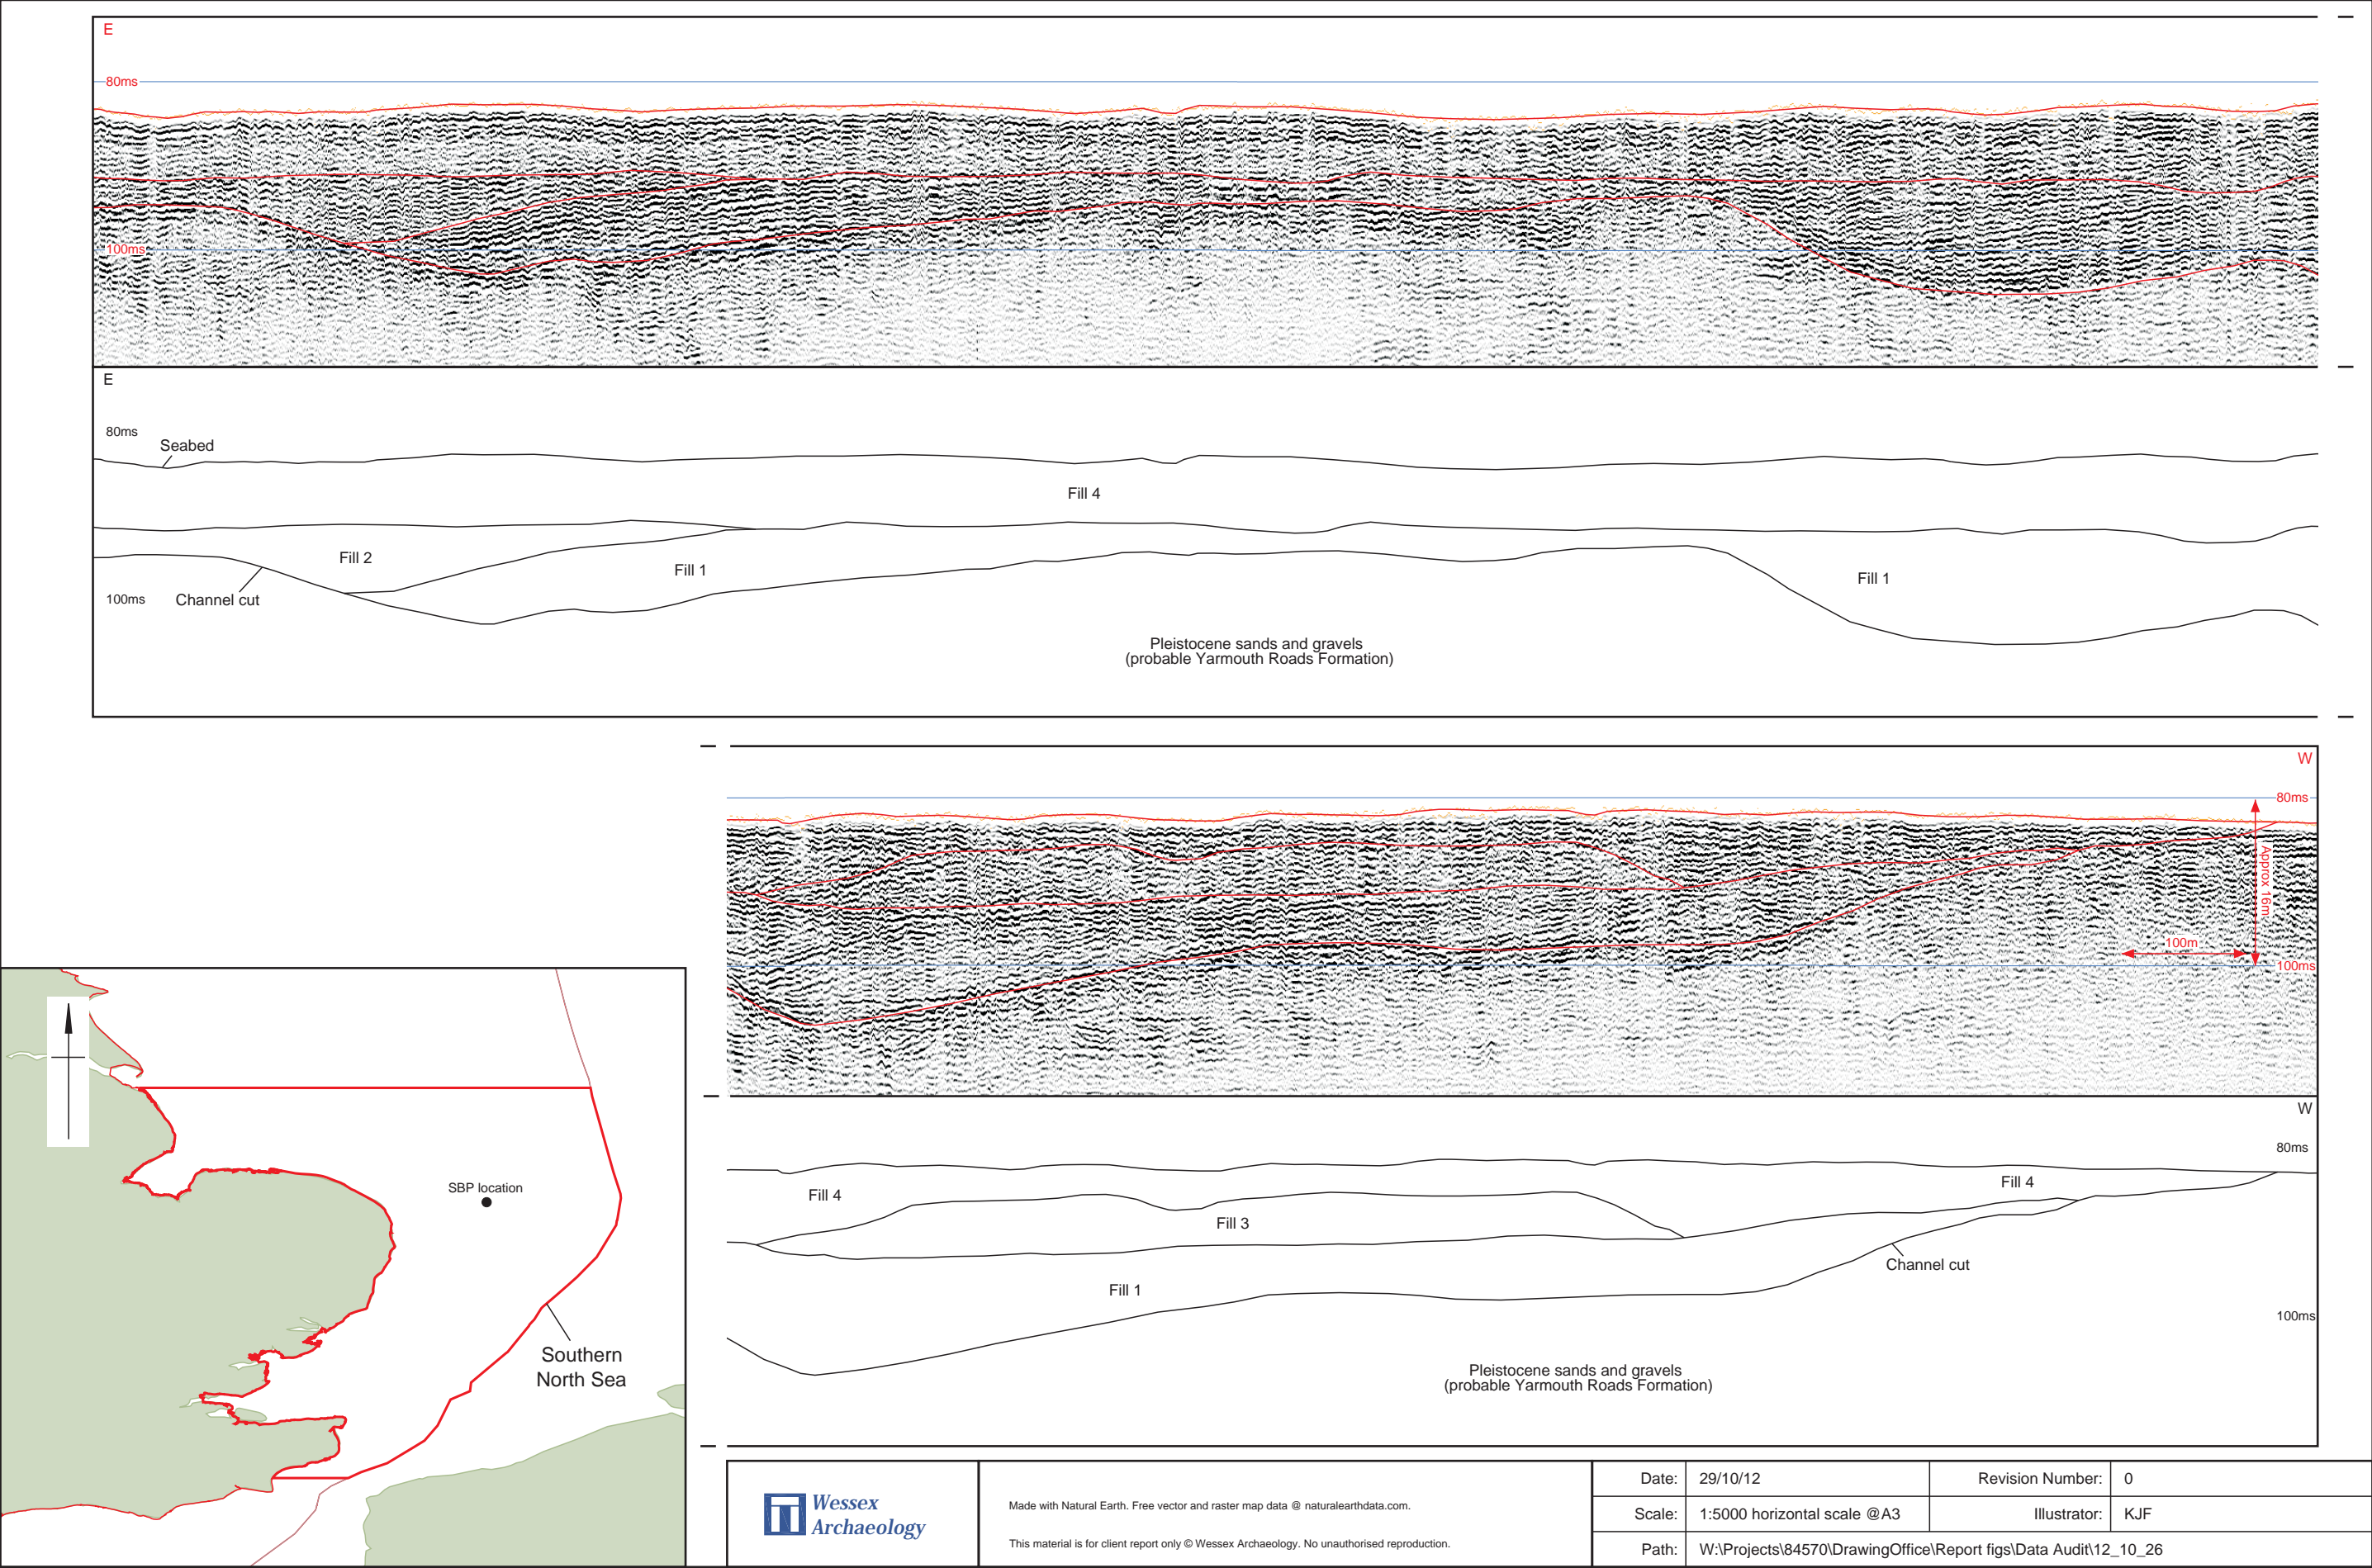 E
80ms
100ms
E
80ms
Seabed
Fill 4
Fill 2
Fill 1
Fill 1
100ms
Channel cut
Pleistocene sands and gravels
(probable Yarmouth Roads Formation)
W
80ms
Approx 16m
100m
100ms
W
80ms
Fill 4
Fill 4
Fill 3
Channel cut
Fill 1
100ms
Pleistocene sands and gravels
(probable Yarmouth Roads Formation)
SBP location
Southern
North Sea
Wessex
Archaeology
Made with Natural Earth. Free vector and raster map data @ naturalearthdata.com.
This material is for client report only © Wessex Archaeology. No unauthorised reproduction.
Date: 29/10/12 Revision Number: 0
Scale: 1:5000 horizontal scale @A3 Illustrator: KJF
Path: W:\Projects\84570\DrawingOffice\Report figs\Data Audit\12_10_26